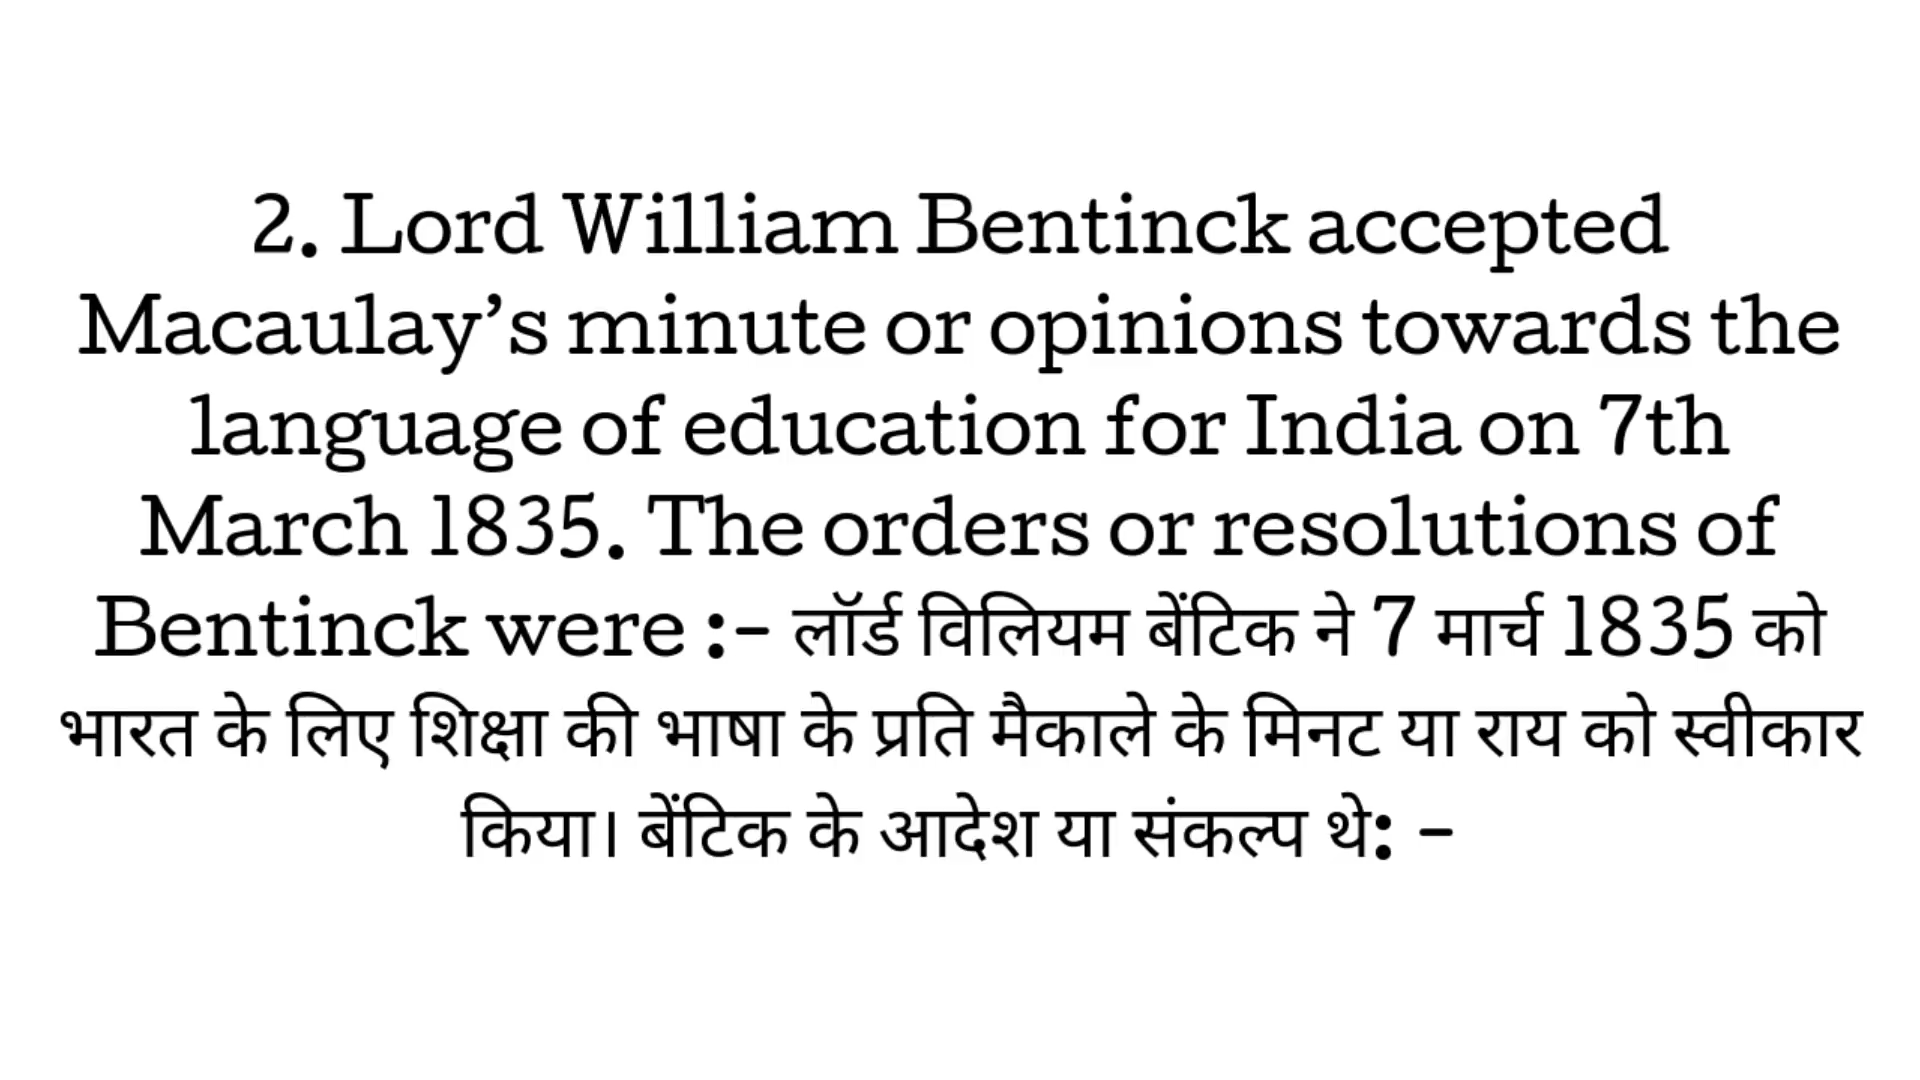 2. Lord William Bentinck accepted
Macaulay’s minute or opinions towards the
language of education for India on 7th
March 1835. The orders or resolutions of
Bentinck were :- लॉर्ड विलियम बेंटिक ने 7 मार्च 1835 को
भारत के लिए शिक्षा की भाषा के प्रति मैकाले के मिनट या राय को स्वीकार
किया। बेंटिक के आदेश या संकल्प थे: -